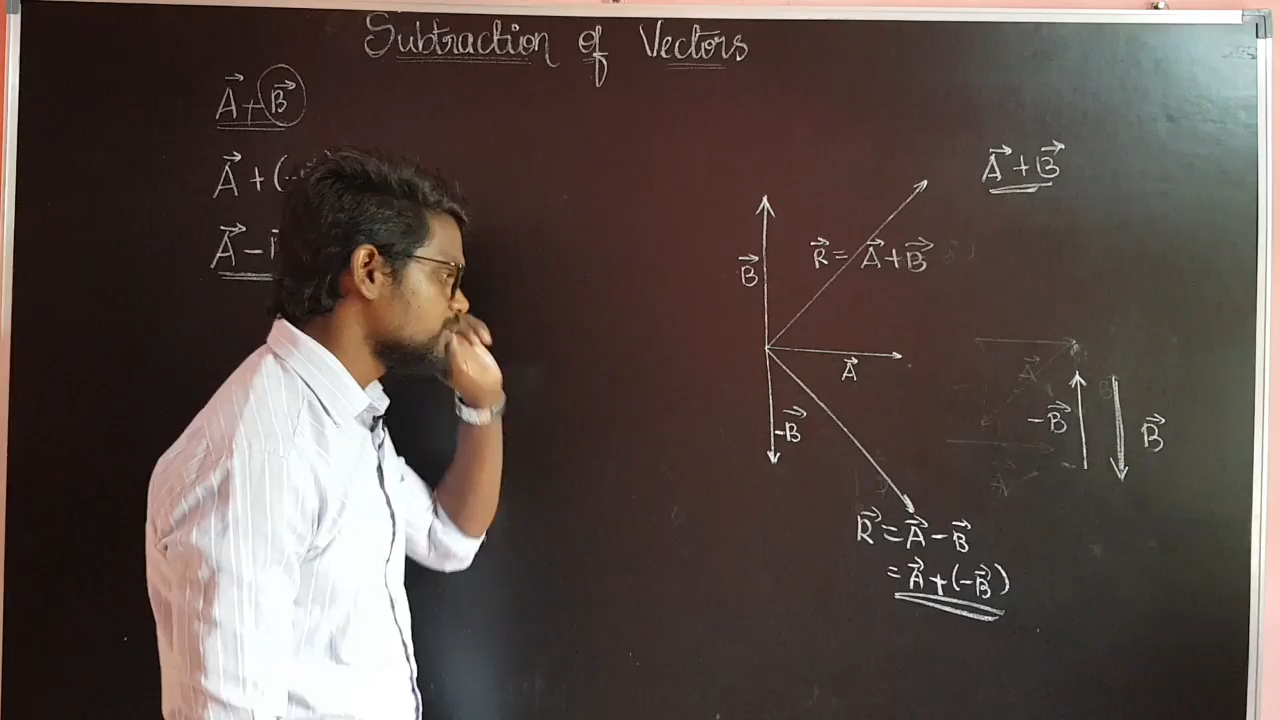 Subtraction of Vectors
A⃗ + B⃗
A⃗ + (-
A⃗ -
A⃗ + B⃗
B⃗
R⃗ = A⃗ + B⃗
A⃗
-B⃗
A⃗
-B⃗
B⃗
R⃗ = A⃗ - B⃗
= A⃗ + (-B⃗)